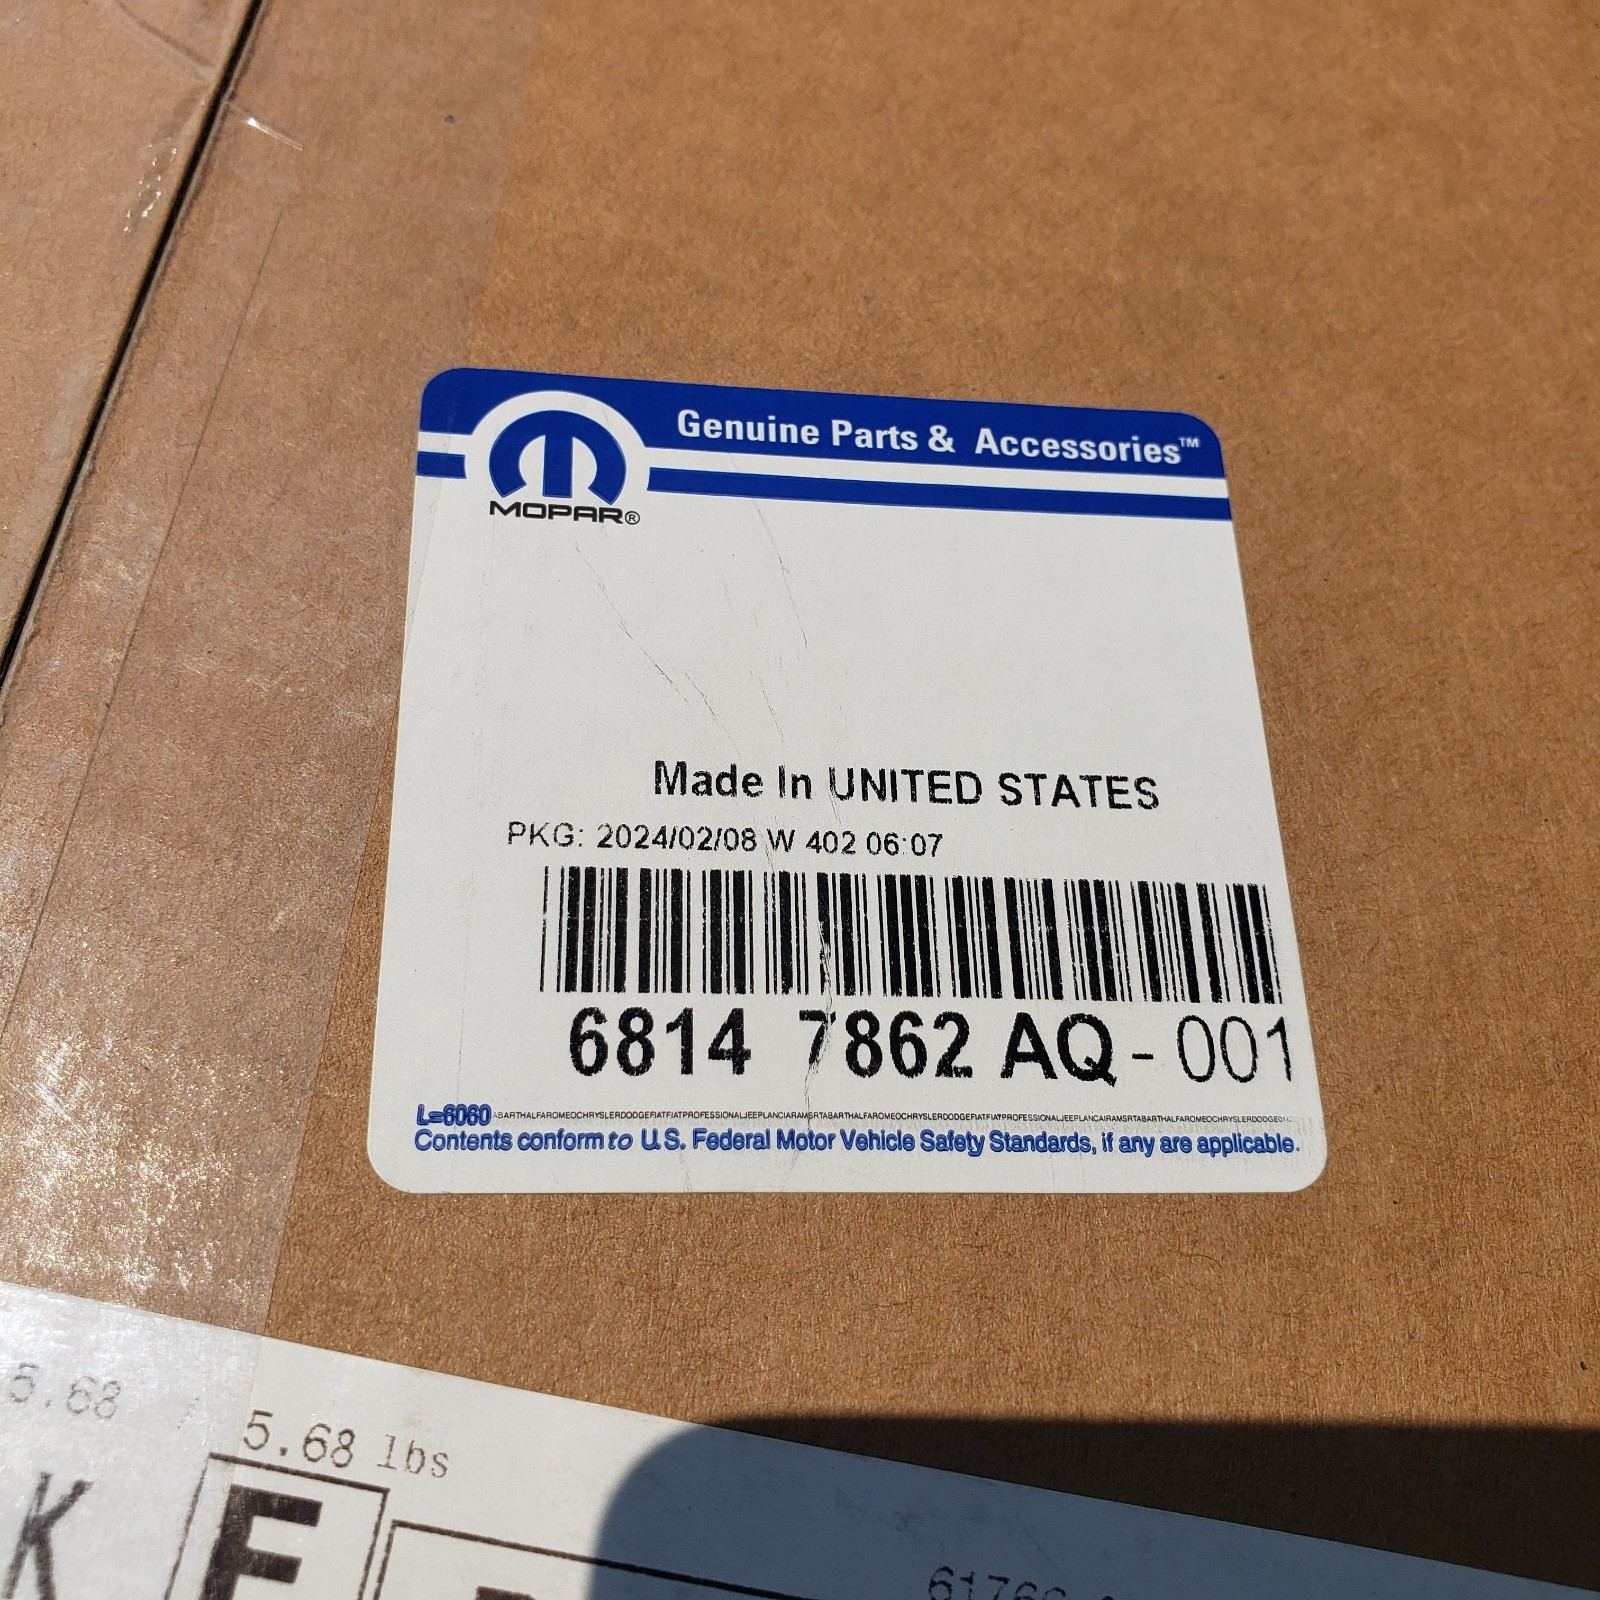 Genuine Parts & Accessories™
MOPAR®
Made In UNITED STATES
PKG: 2024/02/08 W 402 06:07
6814 7862 AQ - 001
L=6060
Contents conform to U.S. Federal Motor Vehicle Safety Standards, if any are applicable.
5.68 / 5.68 lbs
K F